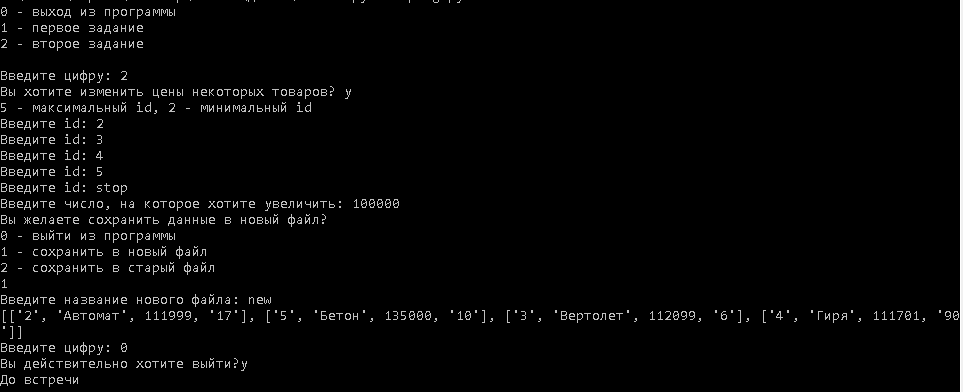 0 - выход из программы
1 - первое задание
2 - второе задание
Введите цифру: 2
Вы хотите изменить цены некоторых товаров? y
5 - максимальный id, 2 - минимальный id
Введите id: 2
Введите id: 3
Введите id: 4
Введите id: 5
Введите id: stop
Введите число, на которое хотите увеличить: 100000
Вы желаете сохранить данные в новый файл?
0 - выйти из программы
1 - сохранить в новый файл
2 - сохранить в старый файл
1
Введите название нового файла: new
[['2', 'Автомат', 111999, '17'], ['5', 'Бетон', 135000, '10'], ['3', 'Вертолет', 112099, '6'], ['4', 'Гиря', 111701, '90
']]
Введите цифру: 0
Вы действительно хотите выйти?y
До встречи